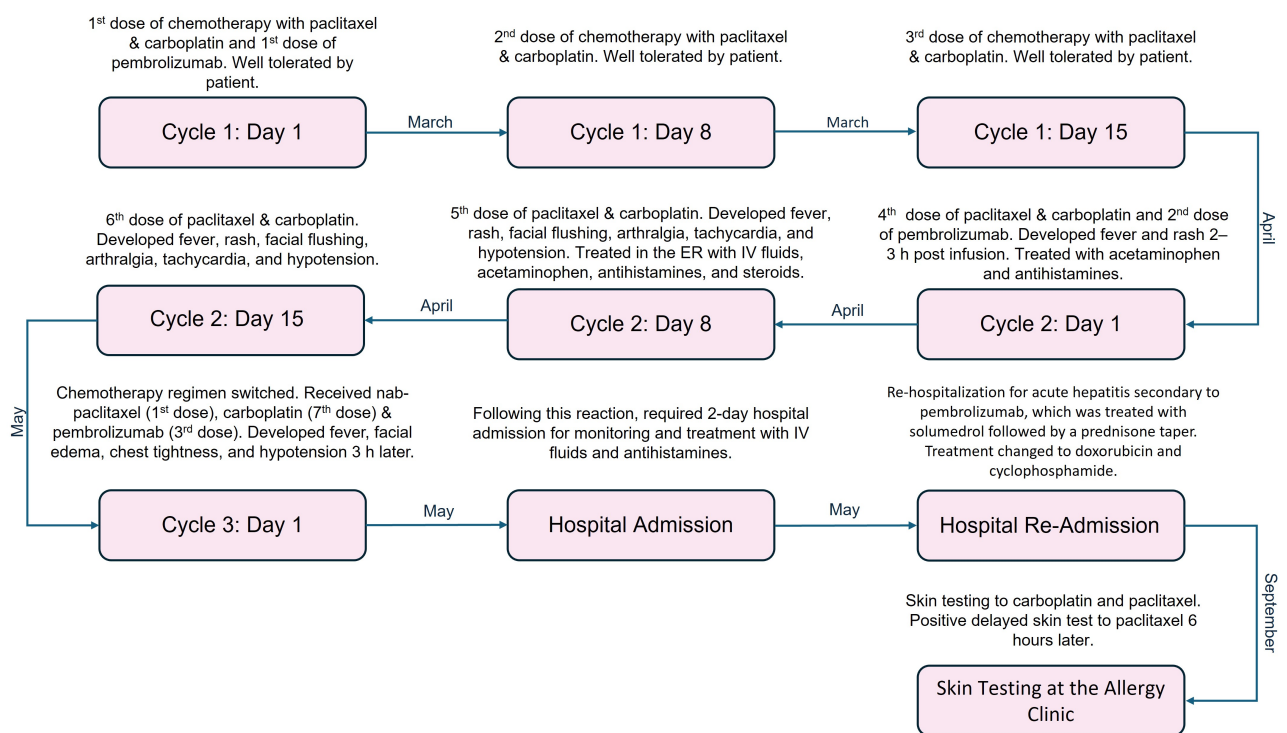 1st dose of chemotherapy with paclitaxel
& carboplatin and 1st dose of
pembrolizumab. Well tolerated by
patient.
Cycle 1: Day 1
March
2nd dose of chemotherapy with paclitaxel
& carboplatin. Well tolerated by patient.
Cycle 1: Day 8
March
3rd dose of chemotherapy with paclitaxel
& carboplatin. Well tolerated by patient.
Cycle 1: Day 15
April
4th dose of paclitaxel & carboplatin and 2nd dose
of pembrolizumab. Developed fever and rash 2–
3 h post infusion. Treated with acetaminophen
and antihistamines.
Cycle 2: Day 1
April
5th dose of paclitaxel & carboplatin. Developed fever,
rash, facial flushing, arthralgia, tachycardia, and
hypotension. Treated in the ER with IV fluids,
acetaminophen, antihistamines, and steroids.
Cycle 2: Day 8
April
6th dose of paclitaxel & carboplatin.
Developed fever, rash, facial flushing,
arthralgia, tachycardia, and hypotension.
Cycle 2: Day 15
May
Chemotherapy regimen switched. Received nab-
paclitaxel (1st dose), carboplatin (7th dose) &
pembrolizumab (3rd dose). Developed fever, facial
edema, chest tightness, and hypotension 3 h later.
Cycle 3: Day 1
May
Following this reaction, required 2-day hospital
admission for monitoring and treatment with IV
fluids and antihistamines.
Hospital Admission
May
Re-hospitalization for acute hepatitis secondary to
pembrolizumab, which was treated with
solumedrol followed by a prednisone taper.
Treatment changed to doxorubicin and
cyclophosphamide.
Hospital Re-Admission
September
Skin testing to carboplatin and paclitaxel.
Positive delayed skin test to paclitaxel 6
hours later.
Skin Testing at the Allergy
Clinic